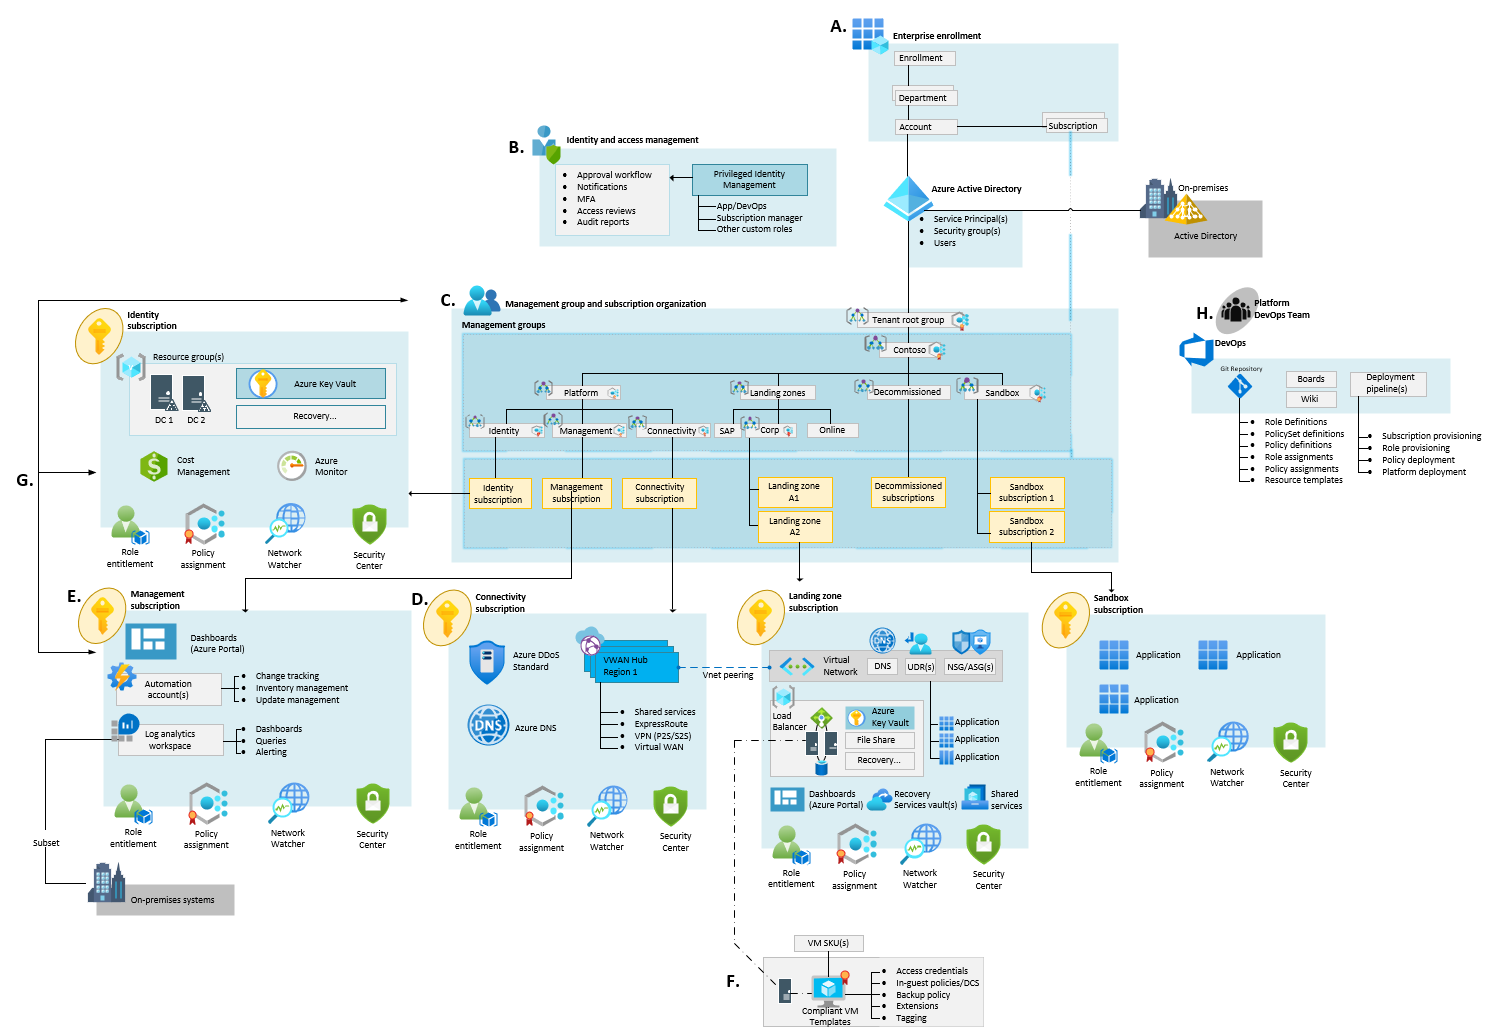 A.
Enterprise enrollment
Enrollment
Department
Account
Subscription
B.
Identity and access management
Approval workflow
Notifications
MFA
Access reviews
Audit reports
Privileged Identity
Management
App/DevOps
Subscription manager
Other custom roles
Azure Active Directory
Service Principal(s)
Security group(s)
Users
On-premises
Active Directory
C.
Management group and subscription organization
Management groups
Tenant root group
Contoso
Platform
Landing zones
Decommissioned
Sandbox
Identity
Management
Connectivity
SAP
Corp
Online
Identity
subscription
Management
subscription
Connectivity
subscription
Landing zone
A1
Landing zone
A2
Decommissioned
subscriptions
Sandbox
subscription 1
Sandbox
subscription 2
H.
Platform
DevOps Team
DevOps
Git Repository
Boards
Wiki
Deployment
pipeline(s)
Role Definitions
PolicySet definitions
Policy definitions
Role assignments
Policy assignments
Resource templates
Subscription provisioning
Role provisioning
Policy deployment
Platform deployment
G.
Identity
subscription
Resource group(s)
DC 1
DC 2
Azure Key Vault
Recovery...
Cost
Management
Azure
Monitor
Role
entitlement
Policy
assignment
Network
Watcher
Security
Center
E.
Management
subscription
Dashboards
(Azure Portal)
Automation
account(s)
Change tracking
Inventory management
Update management
Log analytics
workspace
Dashboards
Queries
Alerting
Role
entitlement
Policy
assignment
Network
Watcher
Security
Center
Subset
On-premises systems
D.
Connectivity
subscription
Azure DDoS
Standard
Azure DNS
VWAN Hub
Region 1
Shared services
ExpressRoute
VPN (P2S/S2S)
Virtual WAN
Role
entitlement
Policy
assignment
Network
Watcher
Security
Center
Vnet peering
Landing zone
subscription
Virtual
Network
DNS
UDR(s)
NSG/ASG(s)
Load
Balancer
Azure
Key Vault
File Share
Recovery...
Application
Application
Application
Dashboards
(Azure Portal)
Recovery
Services vault(s)
Shared
services
Role
entitlement
Policy
assignment
Network
Watcher
Security
Center
Sandbox
subscription
Application
Application
Application
Role
entitlement
Policy
assignment
Network
Watcher
Security
Center
F.
VM SKU(s)
Compliant VM
Templates
Access credentials
In-guest policies/DCS
Backup policy
Extensions
Tagging
DNS
DNS